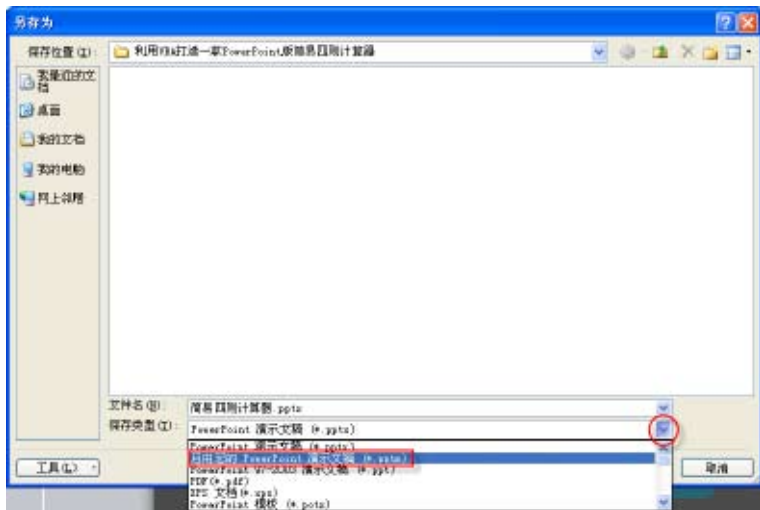 另存为
保存位置(I): 利用VBA打造一款PowerPoint版简易四则计算器
我最近的文档
桌面
我的文档
我的电脑
网上邻居
文件名(N): 简易四则计算器.pptx
保存类型(T): PowerPoint 演示文稿 (*.pptx)
PowerPoint 演示文稿 (*.pptx)
启用宏的 PowerPoint 演示文稿 (*.pptm)
PowerPoint 97-2003 演示文稿 (*.ppt)
PDF (*.pdf)
XPS 文档 (*.xps)
PowerPoint 模板 (*.potx)
工具(L)
取消